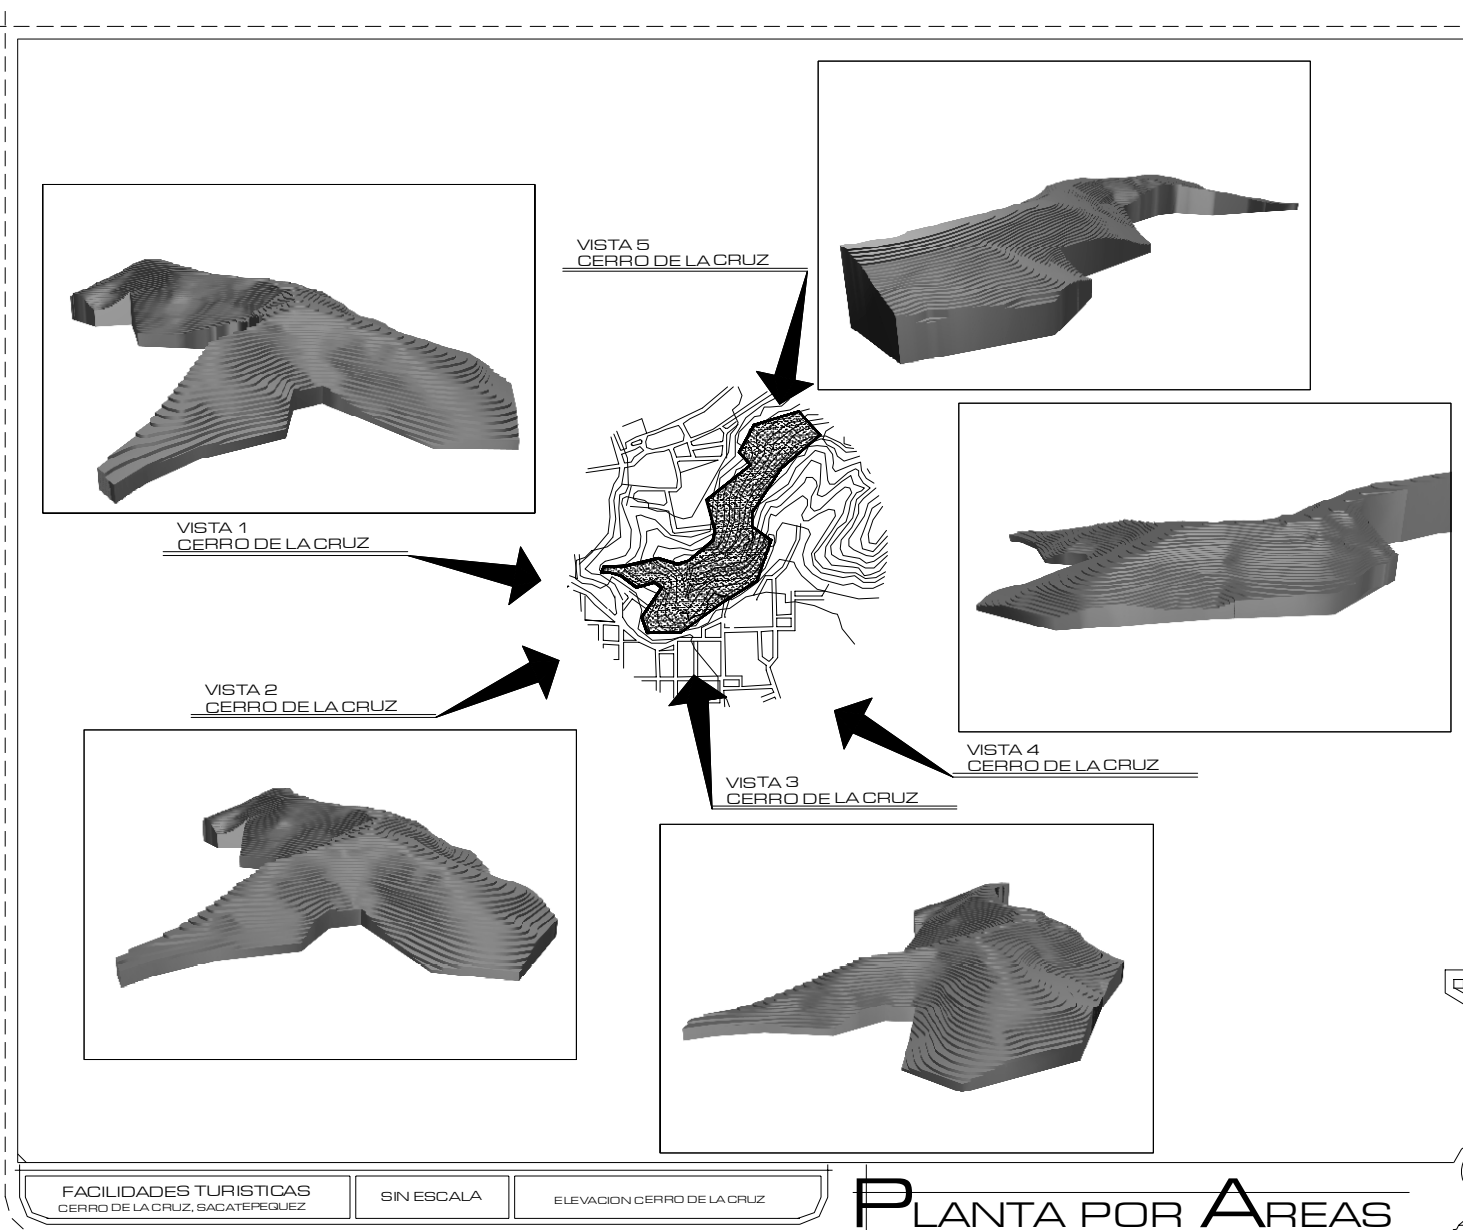 VISTA 5
CERRO DE LA CRUZ
VISTA 1
CERRO DE LA CRUZ
VISTA 2
CERRO DE LA CRUZ
VISTA 4
CERRO DE LA CRUZ
VISTA 3
CERRO DE LA CRUZ
FACILIDADES TURISTICAS
CERRO DE LA CRUZ, SACATEPEQUEZ
SIN ESCALA
ELEVACION CERRO DE LA CRUZ
PLANTA POR AREAS